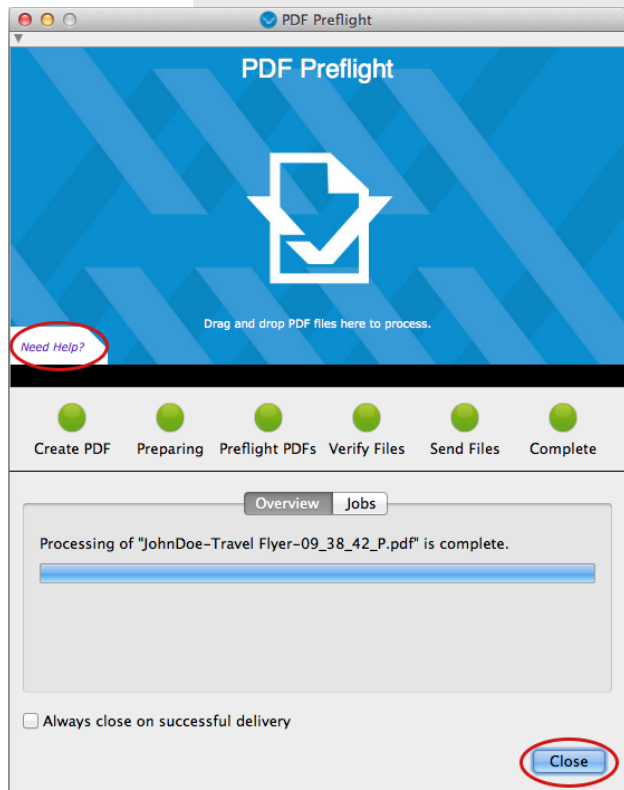 PDF Preflight
PDF Preflight
Drag and drop PDF files here to process.
Need Help?
Create PDF Preparing Preflight PDFs Verify Files Send Files Complete
Overview Jobs
Processing of "JohnDoe-Travel Flyer-09_38_42_P.pdf" is complete.
Always close on successful delivery
Close